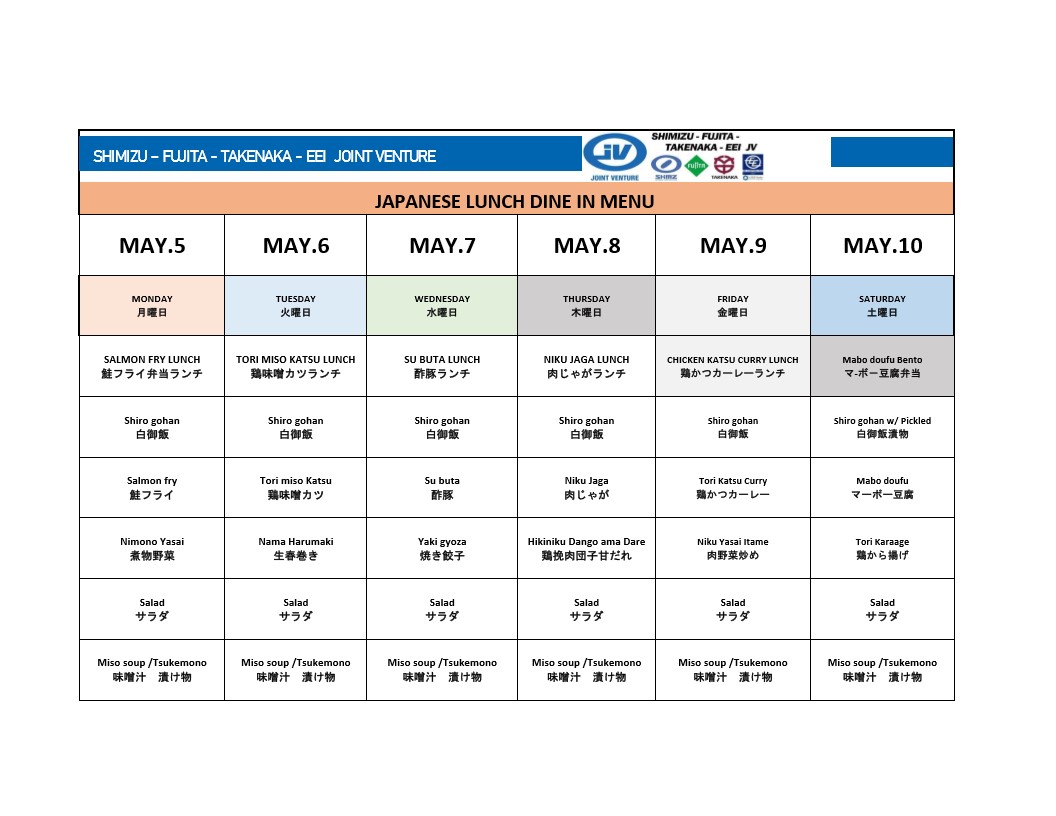 SHIMIZU – FUJITA - TAKENAKA - EEI JOINT VENTURE
JV
JOINT VENTURE
SHIMIZU - FUJITA -
TAKENAKA - EEI JV
FUJITA
TAKENAKA
JAPANESE LUNCH DINE IN MENU
MAY.5 MAY.6 MAY.7 MAY.8 MAY.9 MAY.10
MONDAY TUESDAY WEDNESDAY THURSDAY FRIDAY SATURDAY
月曜日 火曜日 水曜日 木曜日 金曜日 土曜日
SALMON FRY LUNCH TORI MISO KATSU LUNCH SU BUTA LUNCH NIKU JAGA LUNCH CHICKEN KATSU CURRY LUNCH Mabo doufu Bento
鮭フライ弁当ランチ 鶏味噌カツランチ 酢豚ランチ 肉じゃがランチ 鶏かつカーレーランチ マ-ボー豆腐弁当
Shiro gohan Shiro gohan Shiro gohan Shiro gohan Shiro gohan Shiro gohan w/ Pickled
白御飯 白御飯 白御飯 白御飯 白御飯 白御飯漬物
Salmon fry Tori miso Katsu Su buta Niku Jaga Tori Katsu Curry Mabo doufu
鮭フライ 鶏味噌カツ 酢豚 肉じゃが 鶏かつカーレー マーボー豆腐
Nimono Yasai Nama Harumaki Yaki gyoza Hikiniku Dango ama Dare Niku Yasai Itame Tori Karaage
煮物野菜 生春巻き 焼き餃子 鶏挽肉団子甘だれ 肉野菜炒め 鶏から揚げ
Salad Salad Salad Salad Salad Salad
サラダ サラダ サラダ サラダ サラダ サラダ
Miso soup /Tsukemono Miso soup /Tsukemono Miso soup /Tsukemono Miso soup /Tsukemono Miso soup /Tsukemono Miso soup /Tsukemono
味噌汁　漬け物 味噌汁　漬け物 味噌汁　漬け物 味噌汁　漬け物 味噌汁　漬け物 味噌汁　漬け物